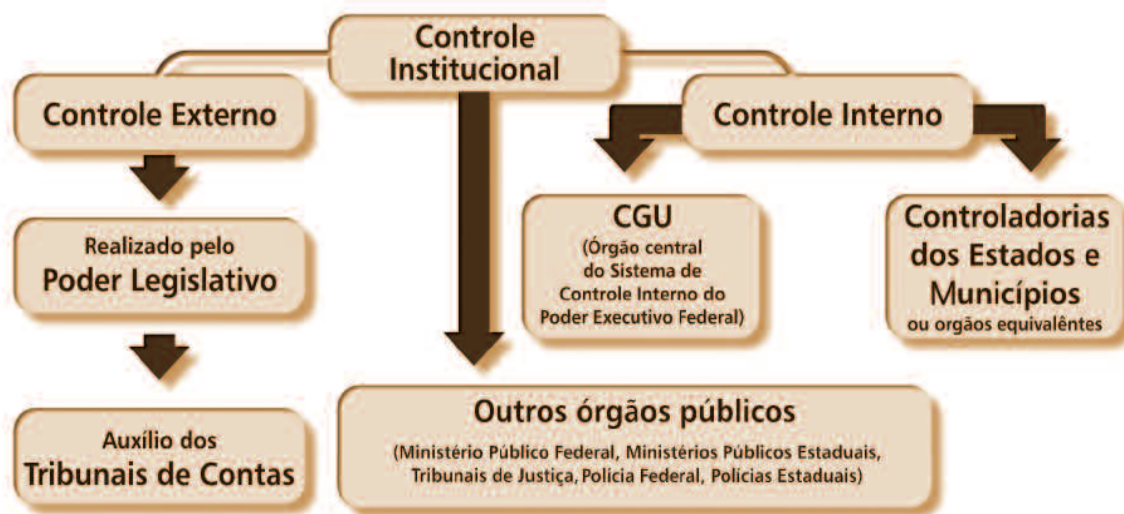 Controle
Institucional
Controle Externo
Controle Interno
Realizado pelo
Poder Legislativo
CGU
(Órgão central
do Sistema de
Controle Interno do
Poder Executivo Federal)
Controladorias
dos Estados e
Municípios
ou orgãos equivalêntes
Auxílio dos
Tribunais de Contas
Outros órgãos públicos
(Ministério Público Federal, Ministérios Públicos Estaduais,
Tribunais de Justiça, Polícia Federal, Polícias Estaduais)